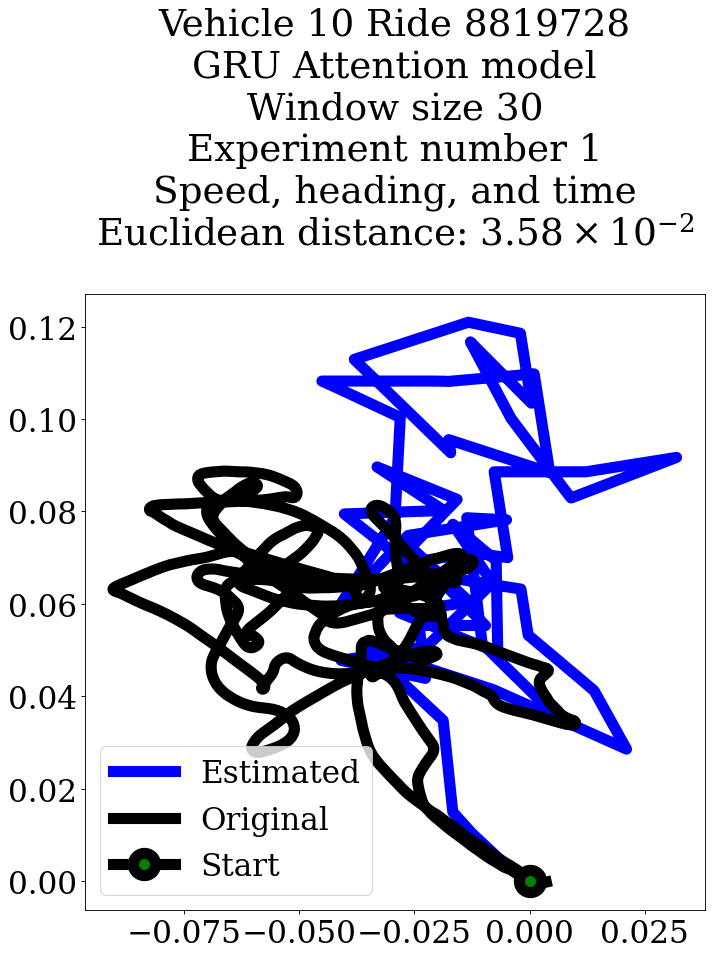 Vehicle 10 Ride 8819728
GRU Attention model
Window size 30
Experiment number 1
Speed, heading, and time
Euclidean distance: 3.58 × 10⁻²
0.12
0.10
0.08
0.06
0.04
0.02
0.00
Estimated
Original
Start
−0.075 −0.050 −0.025 0.000 0.025